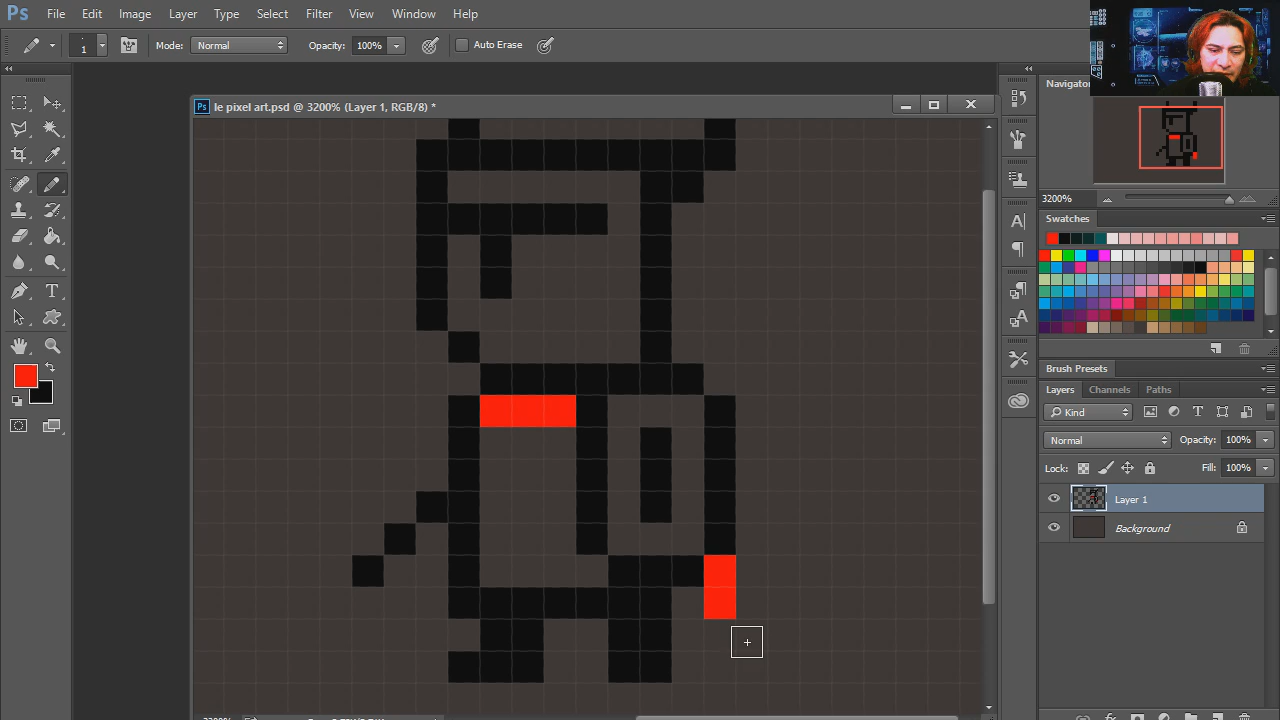 Ps File Edit Image Layer Type Select Filter View Window Help
1 Mode: Normal Opacity: 100% Auto Erase
Ps le pixel art.psd @ 3200% (Layer 1, RGB/8) *
Navigator
3200%
Swatches
Brush Presets
Layers Channels Paths
Kind
Normal Opacity: 100%
Lock: Fill: 100%
Layer 1
Background